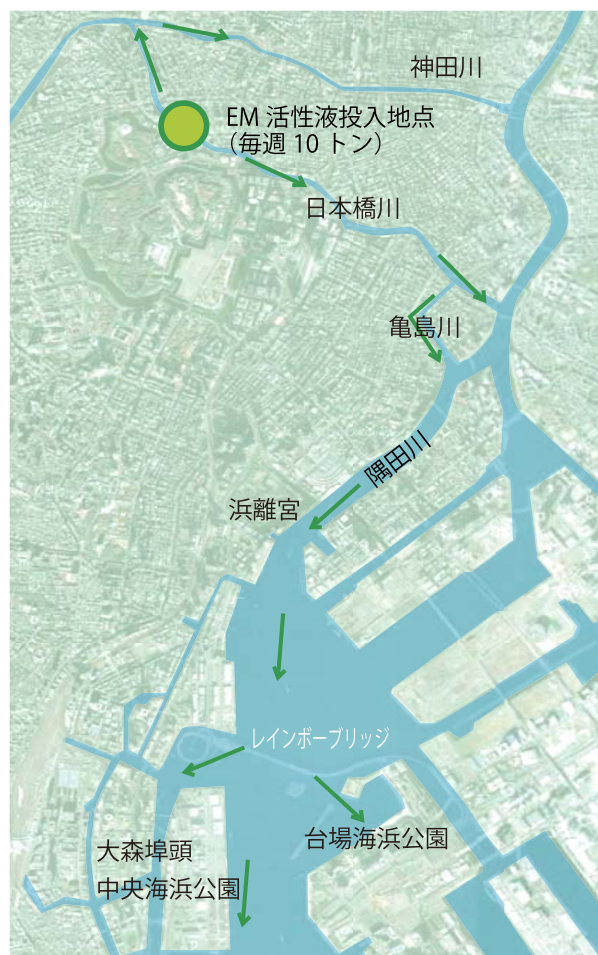 神田川
EM 活性液投入地点
（毎週 10 トン）
日本橋川
亀島川
隅田川
浜離宮
レインボーブリッジ
台場海浜公園
大森埠頭
中央海浜公園